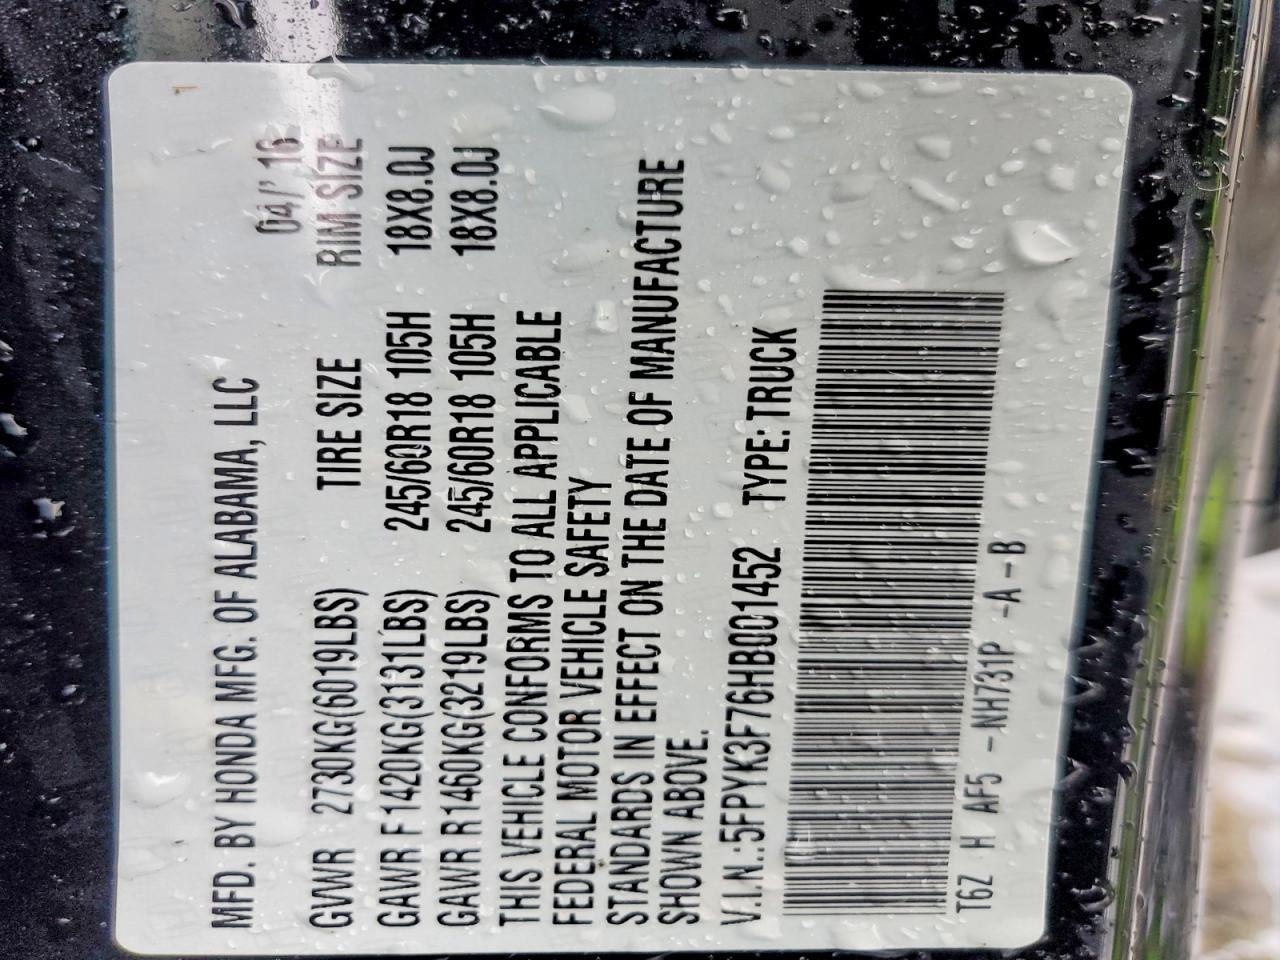 MFD. BY HONDA MFG. OF ALABAMA, LLC
04/' 16
GVWR 2730KG(6019LBS) TIRE SIZE RIM SIZE
GAWR F 1420KG(3131LBS) 245/60R18 105H 18X8.0J
GAWR R 1460KG(3219LBS) 245/60R18 105H 18X8.0J
THIS VEHICLE CONFORMS TO ALL APPLICABLE
FEDERAL MOTOR VEHICLE SAFETY
STANDARDS IN EFFECT ON THE DATE OF MANUFACTURE
SHOWN ABOVE.
V.I.N.:5FPYK3F76HB001452 TYPE: TRUCK
T6Z H AF5 -NH731P -A -B